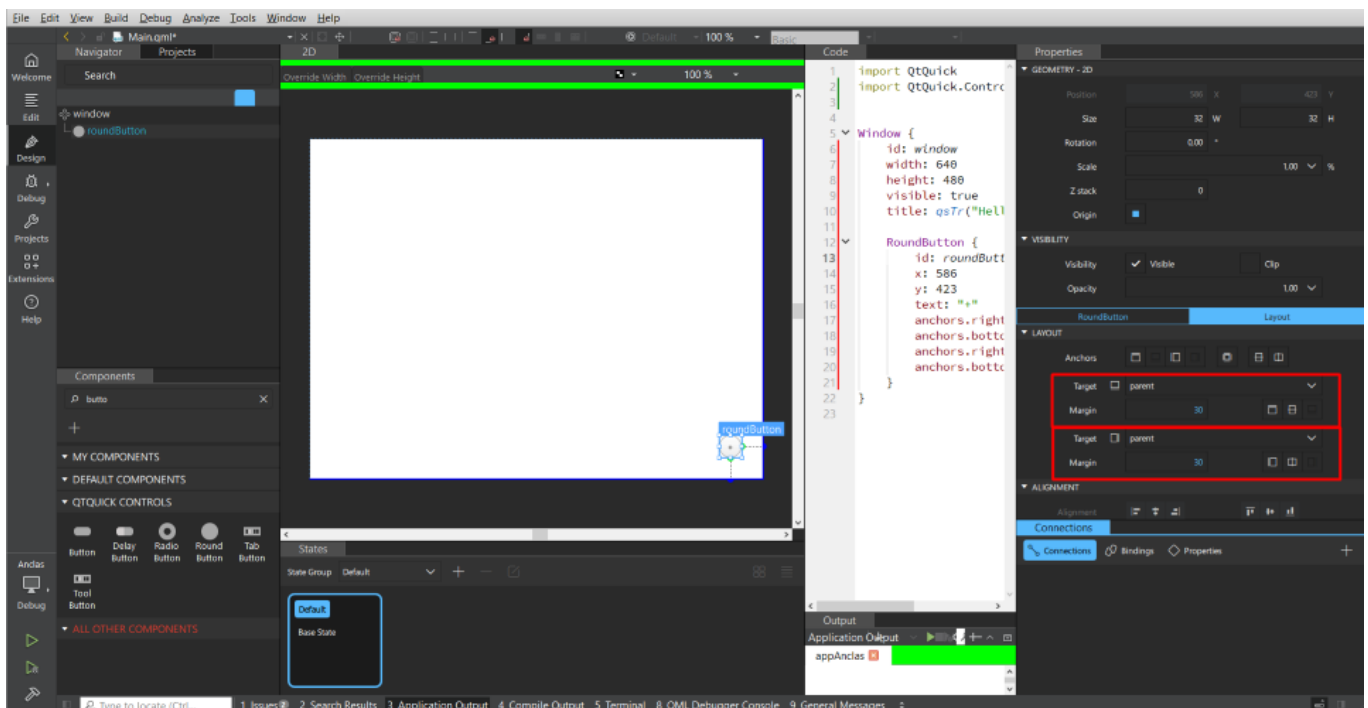 File Edit View Build Debug Analyze Tools Window Help
Main.qml*
Default
100 %
Basic
Navigator Projects
2D
Code
Properties
Welcome
Edit
Design
Debug
Projects
Extensions
Help
Search
window
roundButton
Override Width Override Height
100 %
roundButton
1 import QtQuick
2 import QtQuick.Contro
3
4
5 Window {
6 id: window
7 width: 640
8 height: 480
9 visible: true
10 title: qsTr("Hell
11
12 RoundButton {
13 id: roundButt
14 x: 586
15 y: 423
16 text: "+"
17 anchors.right
18 anchors.botto
19 anchors.right
20 anchors.botto
21 }
22 }
23
GEOMETRY - 2D
Position 586 X 423 Y
Size 32 W 32 H
Rotation 0.00 °
Scale 1.00 %
Z stack 0
Origin
VISIBILITY
Visibility Visible Clip
Opacity 1.00
RoundButton Layout
LAYOUT
Anchors
Target parent
Margin 30
Target parent
Margin 30
ALIGNMENT
Alignment
Connections
Connections Bindings Properties +
Components
butto
+
MY COMPONENTS
DEFAULT COMPONENTS
QTQUICK CONTROLS
Button
Delay Button
Radio Button
Round Button
Tab Button
Tool Button
ALL OTHER COMPONENTS
States
State Group Default
Default
Base State
Output
Application Output
appAnclas
Debug
Type to locate (Ctrl...
1 Issues 2 2 Search Results 3 Application Output 4 Compile Output 5 Terminal 8 QML Debugger Console 9 General Messages